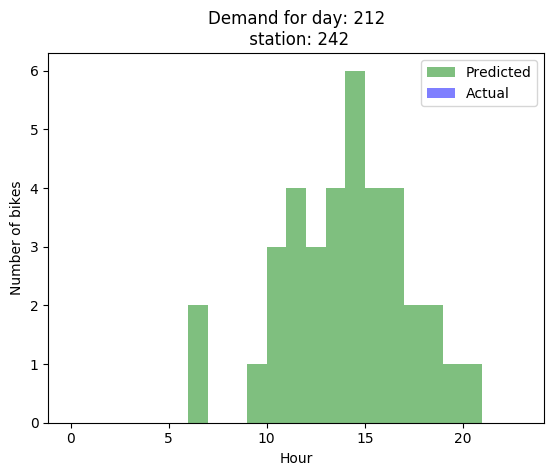 Demand for day: 212
station: 242
Predicted
Actual
Number of bikes
6
5
4
3
2
1
0
0 5 10 15 20
Hour